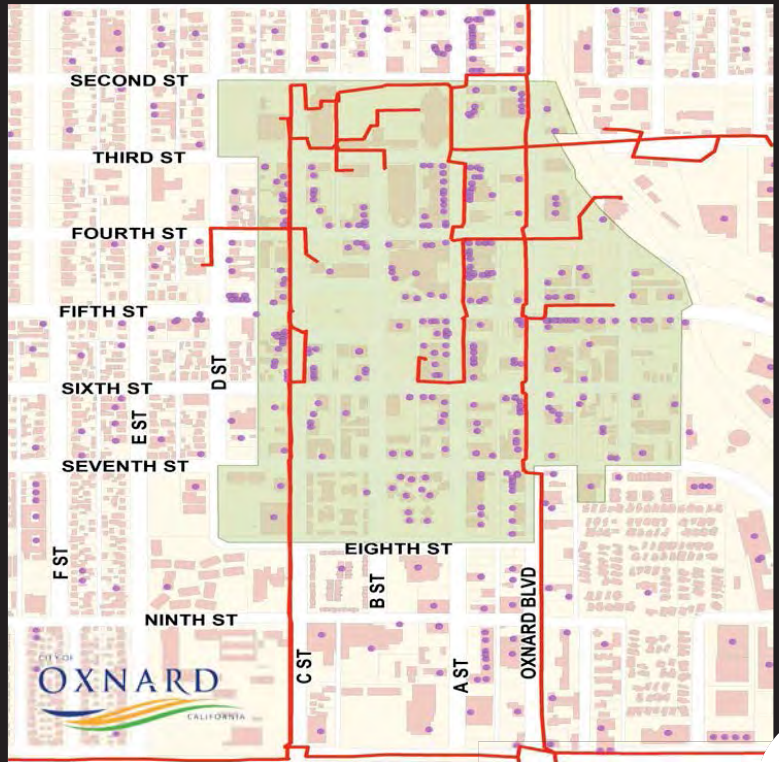 SECOND ST
THIRD ST
FOURTH ST
FIFTH ST
D ST
SIXTH ST
E ST
SEVENTH ST
EIGHTH ST
F ST
B ST
OXNARD BLVD
NINTH ST
C ST
A ST
CITY OF
OXNARD
CALIFORNIA